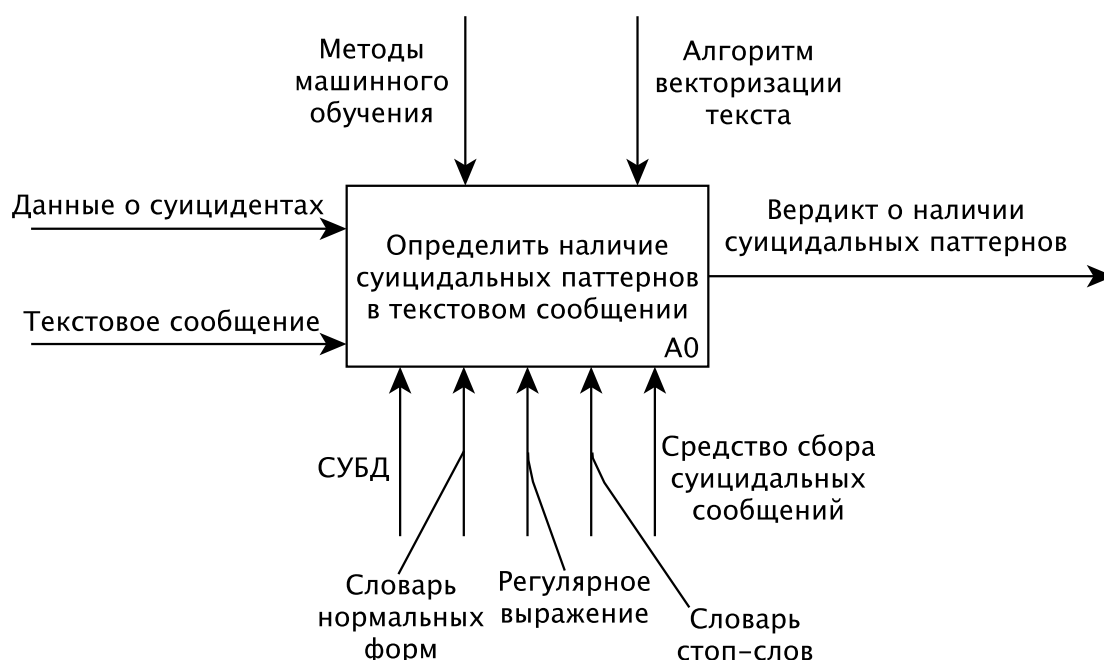 Методы
машинного
обучения
Алгоритм
векторизации
текста
Данные о суицидентах
Текстовое сообщение
Определить наличие
суицидальных паттернов
в текстовом сообщении
A0
Вердикт о наличии
суицидальных паттернов
СУБД
Словарь
нормальных
форм
Регулярное
выражение
Словарь
стоп-слов
Средство сбора
суицидальных
сообщений